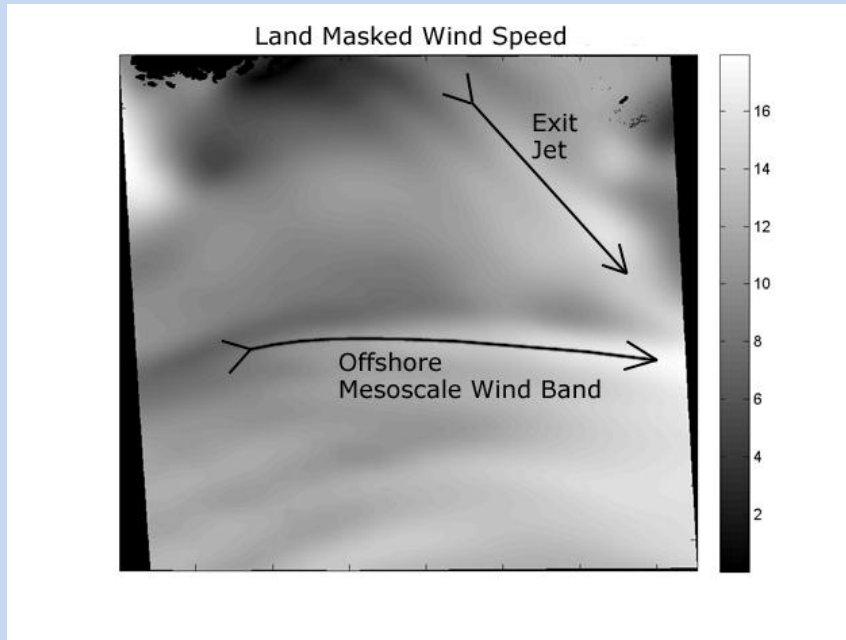 Land Masked Wind Speed
Exit
Jet
Offshore
Mesoscale Wind Band
16
14
12
10
8
6
4
2